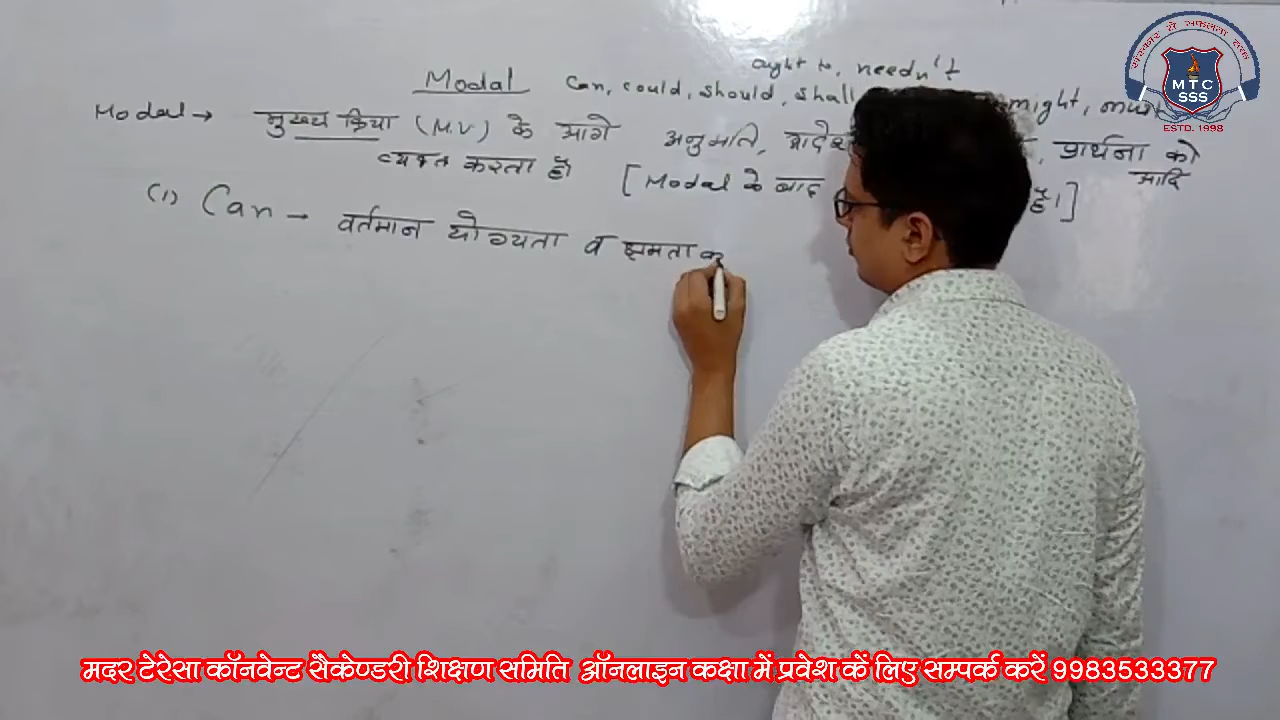 संस्कार से सफलता तक
MTC
SSS
ESTD. 1998
ought to, needn't
Modal can, could, should, shall might, must
Modal → मुख्य क्रिया (M.V.) के आगे अनुमति, आदेश , प्रार्थना को
आदि
व्यक्त करता है। [Modal के बाद है।]
(1) Can → वर्तमान योग्यता व क्षमता
मदर टेरेसा कॉनवेन्ट सैकेण्डरी शिक्षण समिति ऑनलाइन कक्षा में प्रवेश कें लिए सम्पर्क करें 9983533377